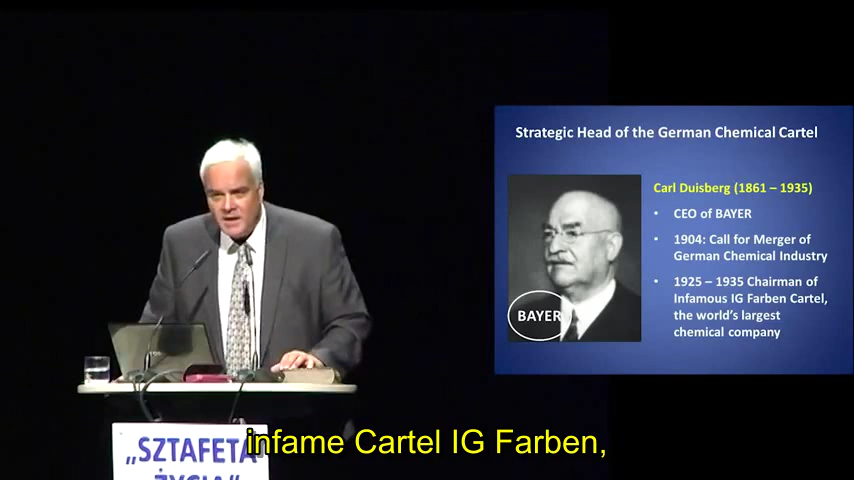 Strategic Head of the German Chemical Cartel
Carl Duisberg (1861 – 1935)
• CEO of BAYER
• 1904: Call for Merger of
German Chemical Industry
• 1925 – 1935 Chairman of
Infamous IG Farben Cartel,
the world's largest
chemical company
BAYER
„SZTAFETA
ŻYCIA"
infame Cartel IG Farben,